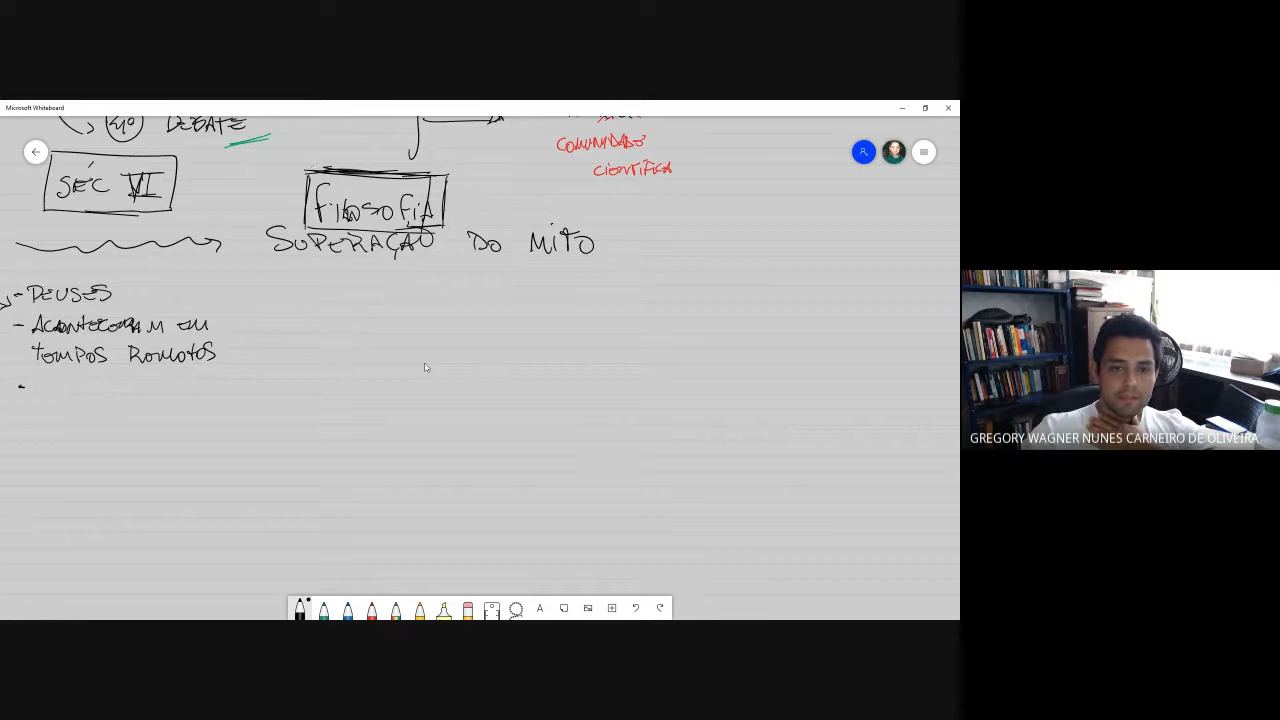 Microsoft Whiteboard
DEBATE
COMUNIDADE
CIENTÍFICA
SÉC VI
FILOSOFIA
SUPERAÇÃO DO MITO
- DEUSES
- ACONTECERAM EM
TEMPOS REMOTOS
-
A
GREGORY WAGNER NUNES CARNEIRO DE OLIVEIRA